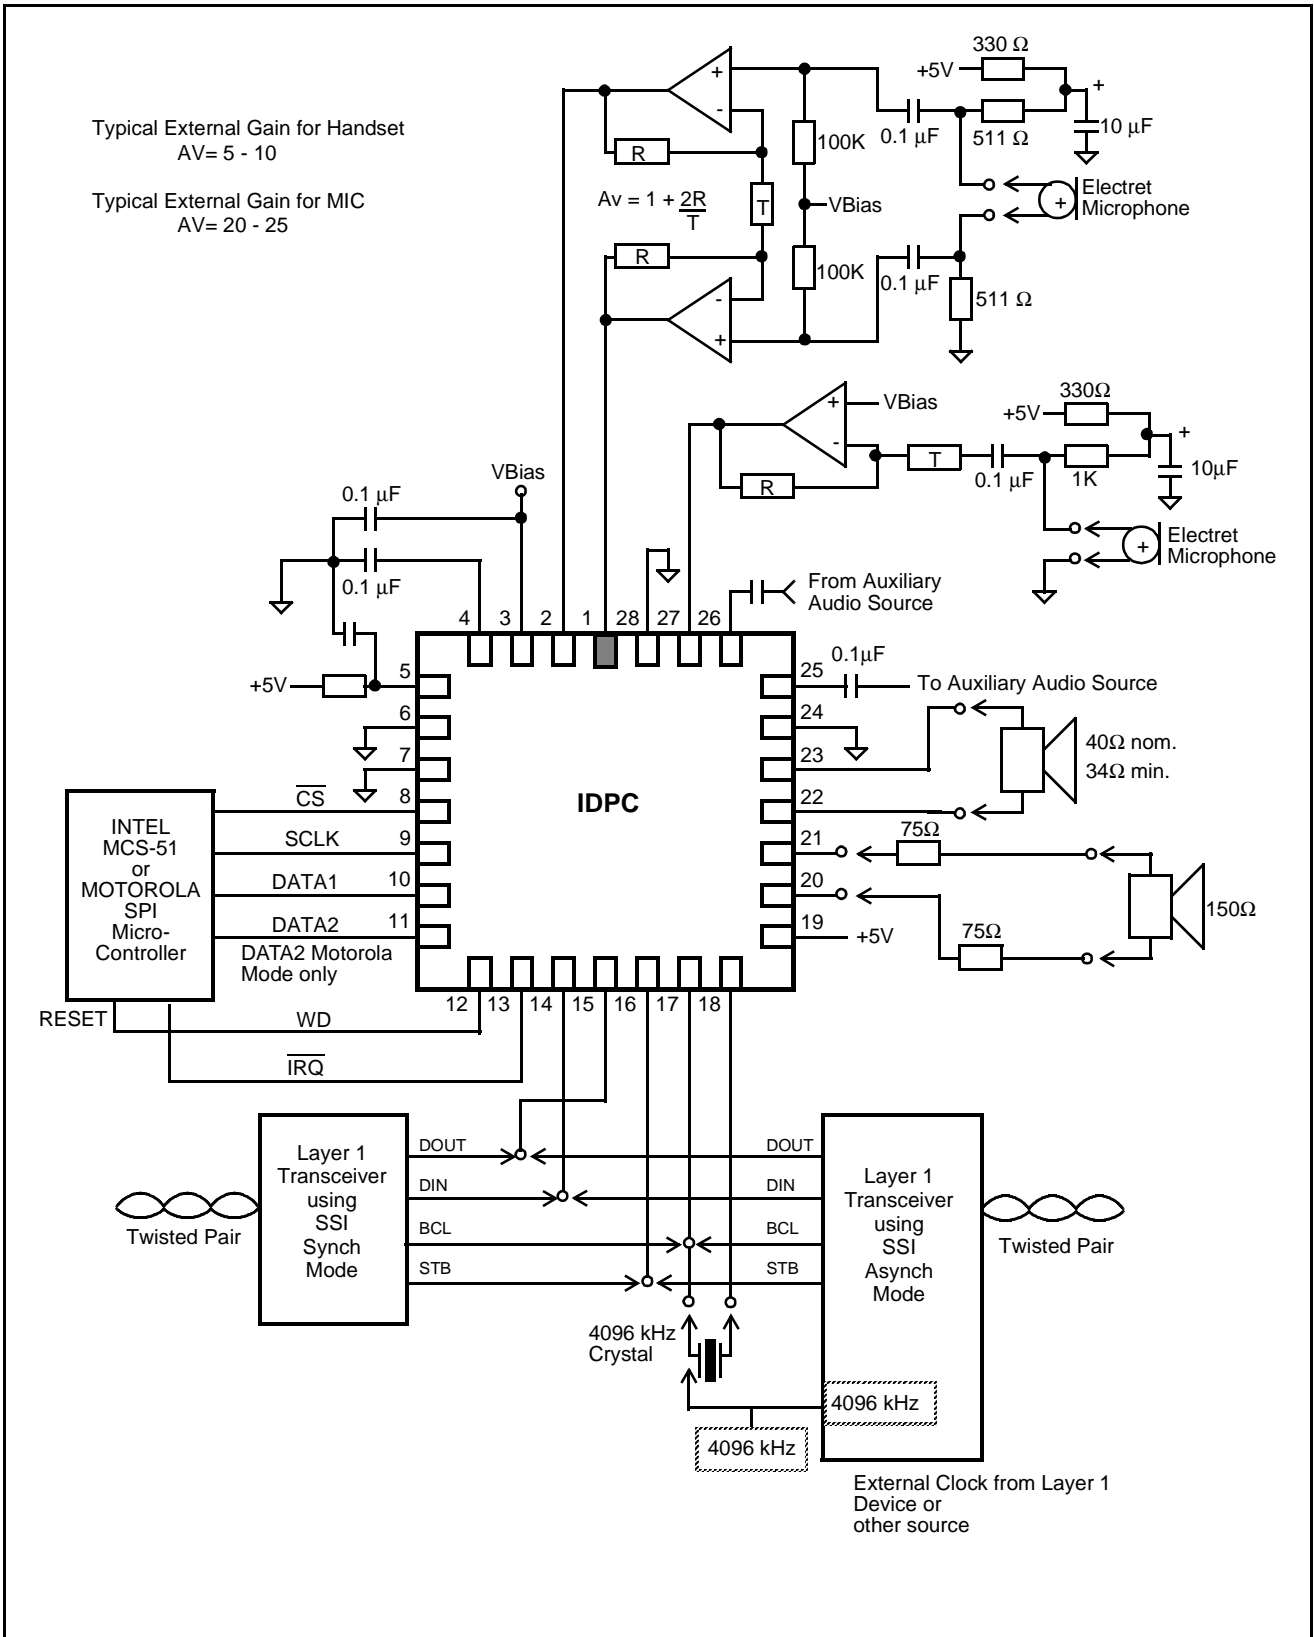 Typical External Gain for Handset
AV= 5 - 10
Typical External Gain for MIC
AV= 20 - 25
330 Ω
+5V
+
511 Ω
10 μF
0.1 μF
+
-
100K
R
Av = 1 + 2R
T
T
VBias
Electret
Microphone
+
R
100K
0.1 μF
511 Ω
-
+
330Ω
+5V
+
VBias
+
-
T
0.1 μF
1K
10μF
R
Electret
Microphone
+
VBias
0.1 μF
0.1 μF
From Auxiliary
Audio Source
4
3
2
1
28
27
26
+5V
5
6
7
8
9
10
11
25
24
23
22
21
20
19
0.1μF
To Auxiliary Audio Source
40Ω nom.
34Ω min.
75Ω
150Ω
75Ω
+5V
IDPC
INTEL
MCS-51
or
MOTOROLA
SPI
Micro-
Controller
CS
SCLK
DATA1
DATA2
DATA2 Motorola
Mode only
12
13
14
15
16
17
18
RESET
WD
IRQ
Layer 1
Transceiver
using
SSI
Synch
Mode
DOUT
DIN
BCL
STB
DOUT
DIN
BCL
STB
Layer 1
Transceiver
using
SSI
Asynch
Mode
Twisted Pair
Twisted Pair
4096 kHz
Crystal
4096 kHz
4096 kHz
External Clock from Layer 1
Device or
other source